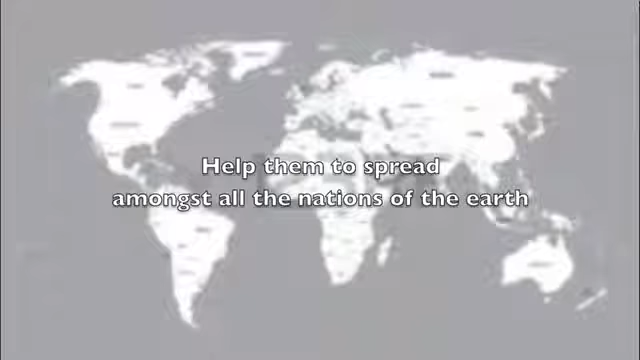 Help them to spread
amongst all the nations of the earth